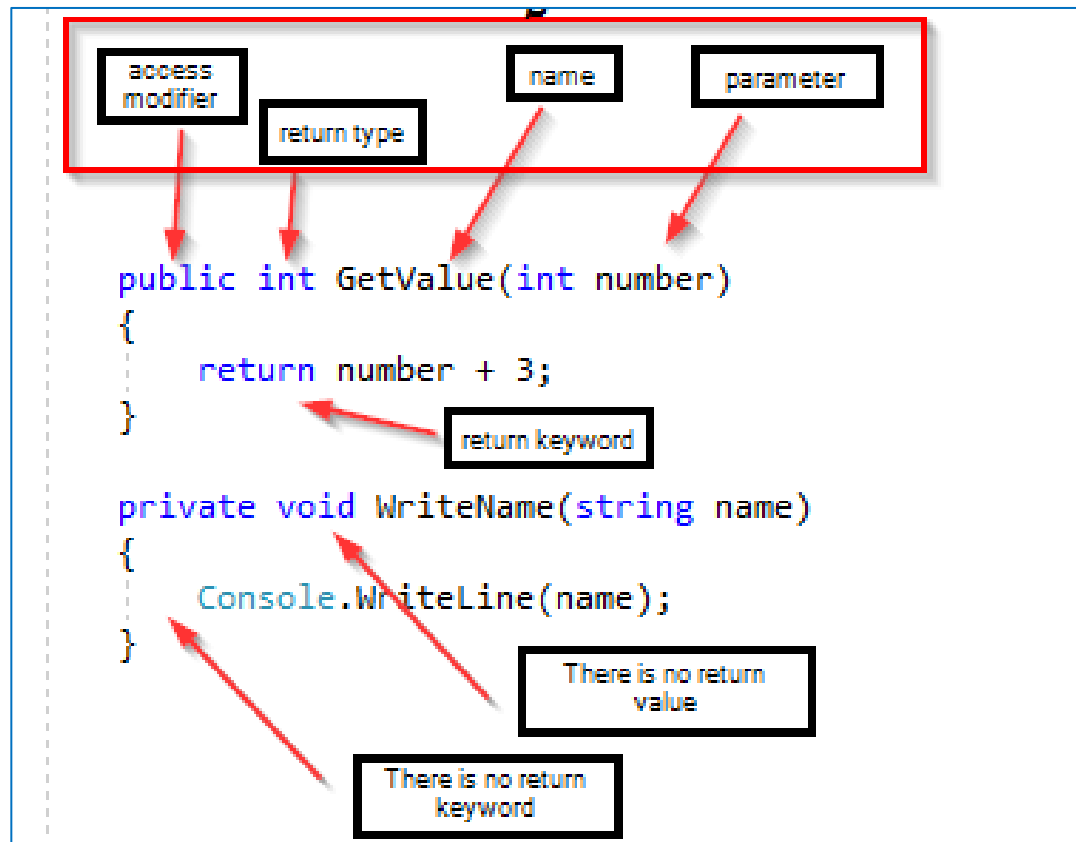 access
modifier
name
parameter
return type
public int GetValue(int number)
{
return number + 3;
}
return keyword
private void WriteName(string name)
{
Console.WriteLine(name);
}
There is no return
value
There is no return
keyword